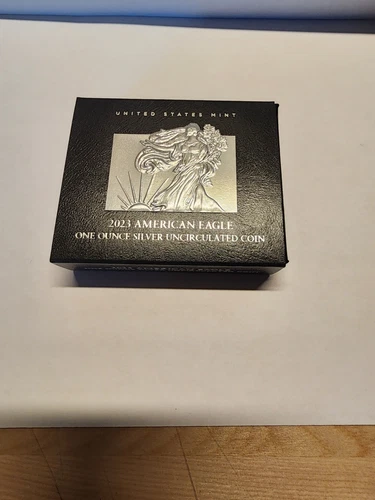 UNITED STATES MINT
2023 AMERICAN EAGLE
ONE OUNCE SILVER UNCIRCULATED COIN